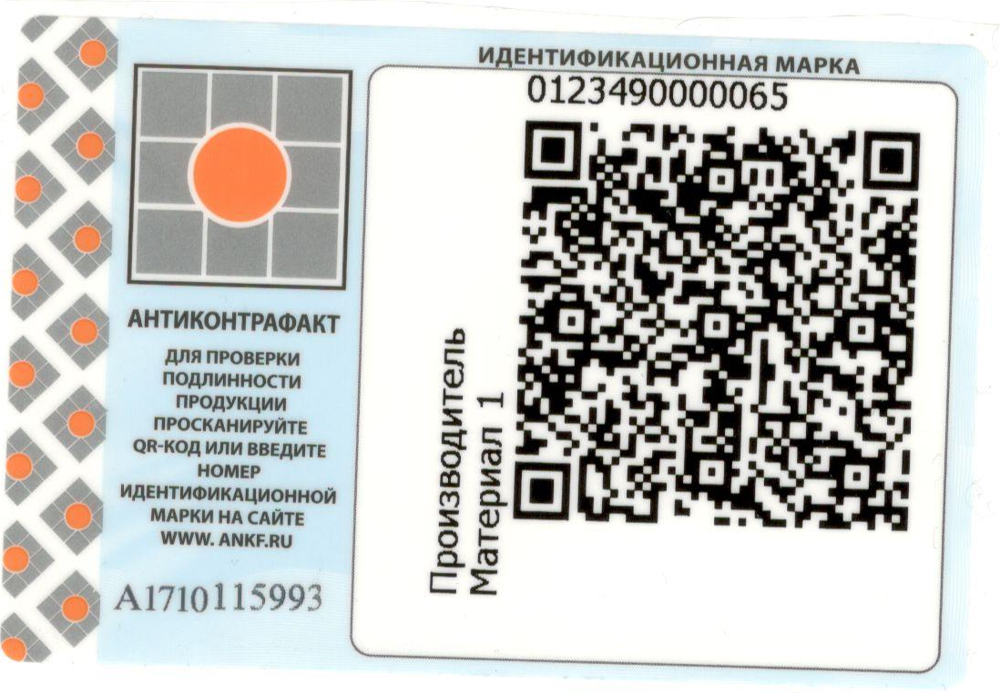 ИДЕНТИФИКАЦИОННАЯ МАРКА
0123490000065
АНТИКОНТРАФАКТ
ДЛЯ ПРОВЕРКИ
ПОДЛИННОСТИ
ПРОДУКЦИИ
ПРОСКАНИРУЙТЕ
QR-КОД ИЛИ ВВЕДИТЕ
НОМЕР
ИДЕНТИФИКАЦИОННОЙ
МАРКИ НА САЙТЕ
WWW. ANKF.RU
А1710115993
Производитель
Материал 1